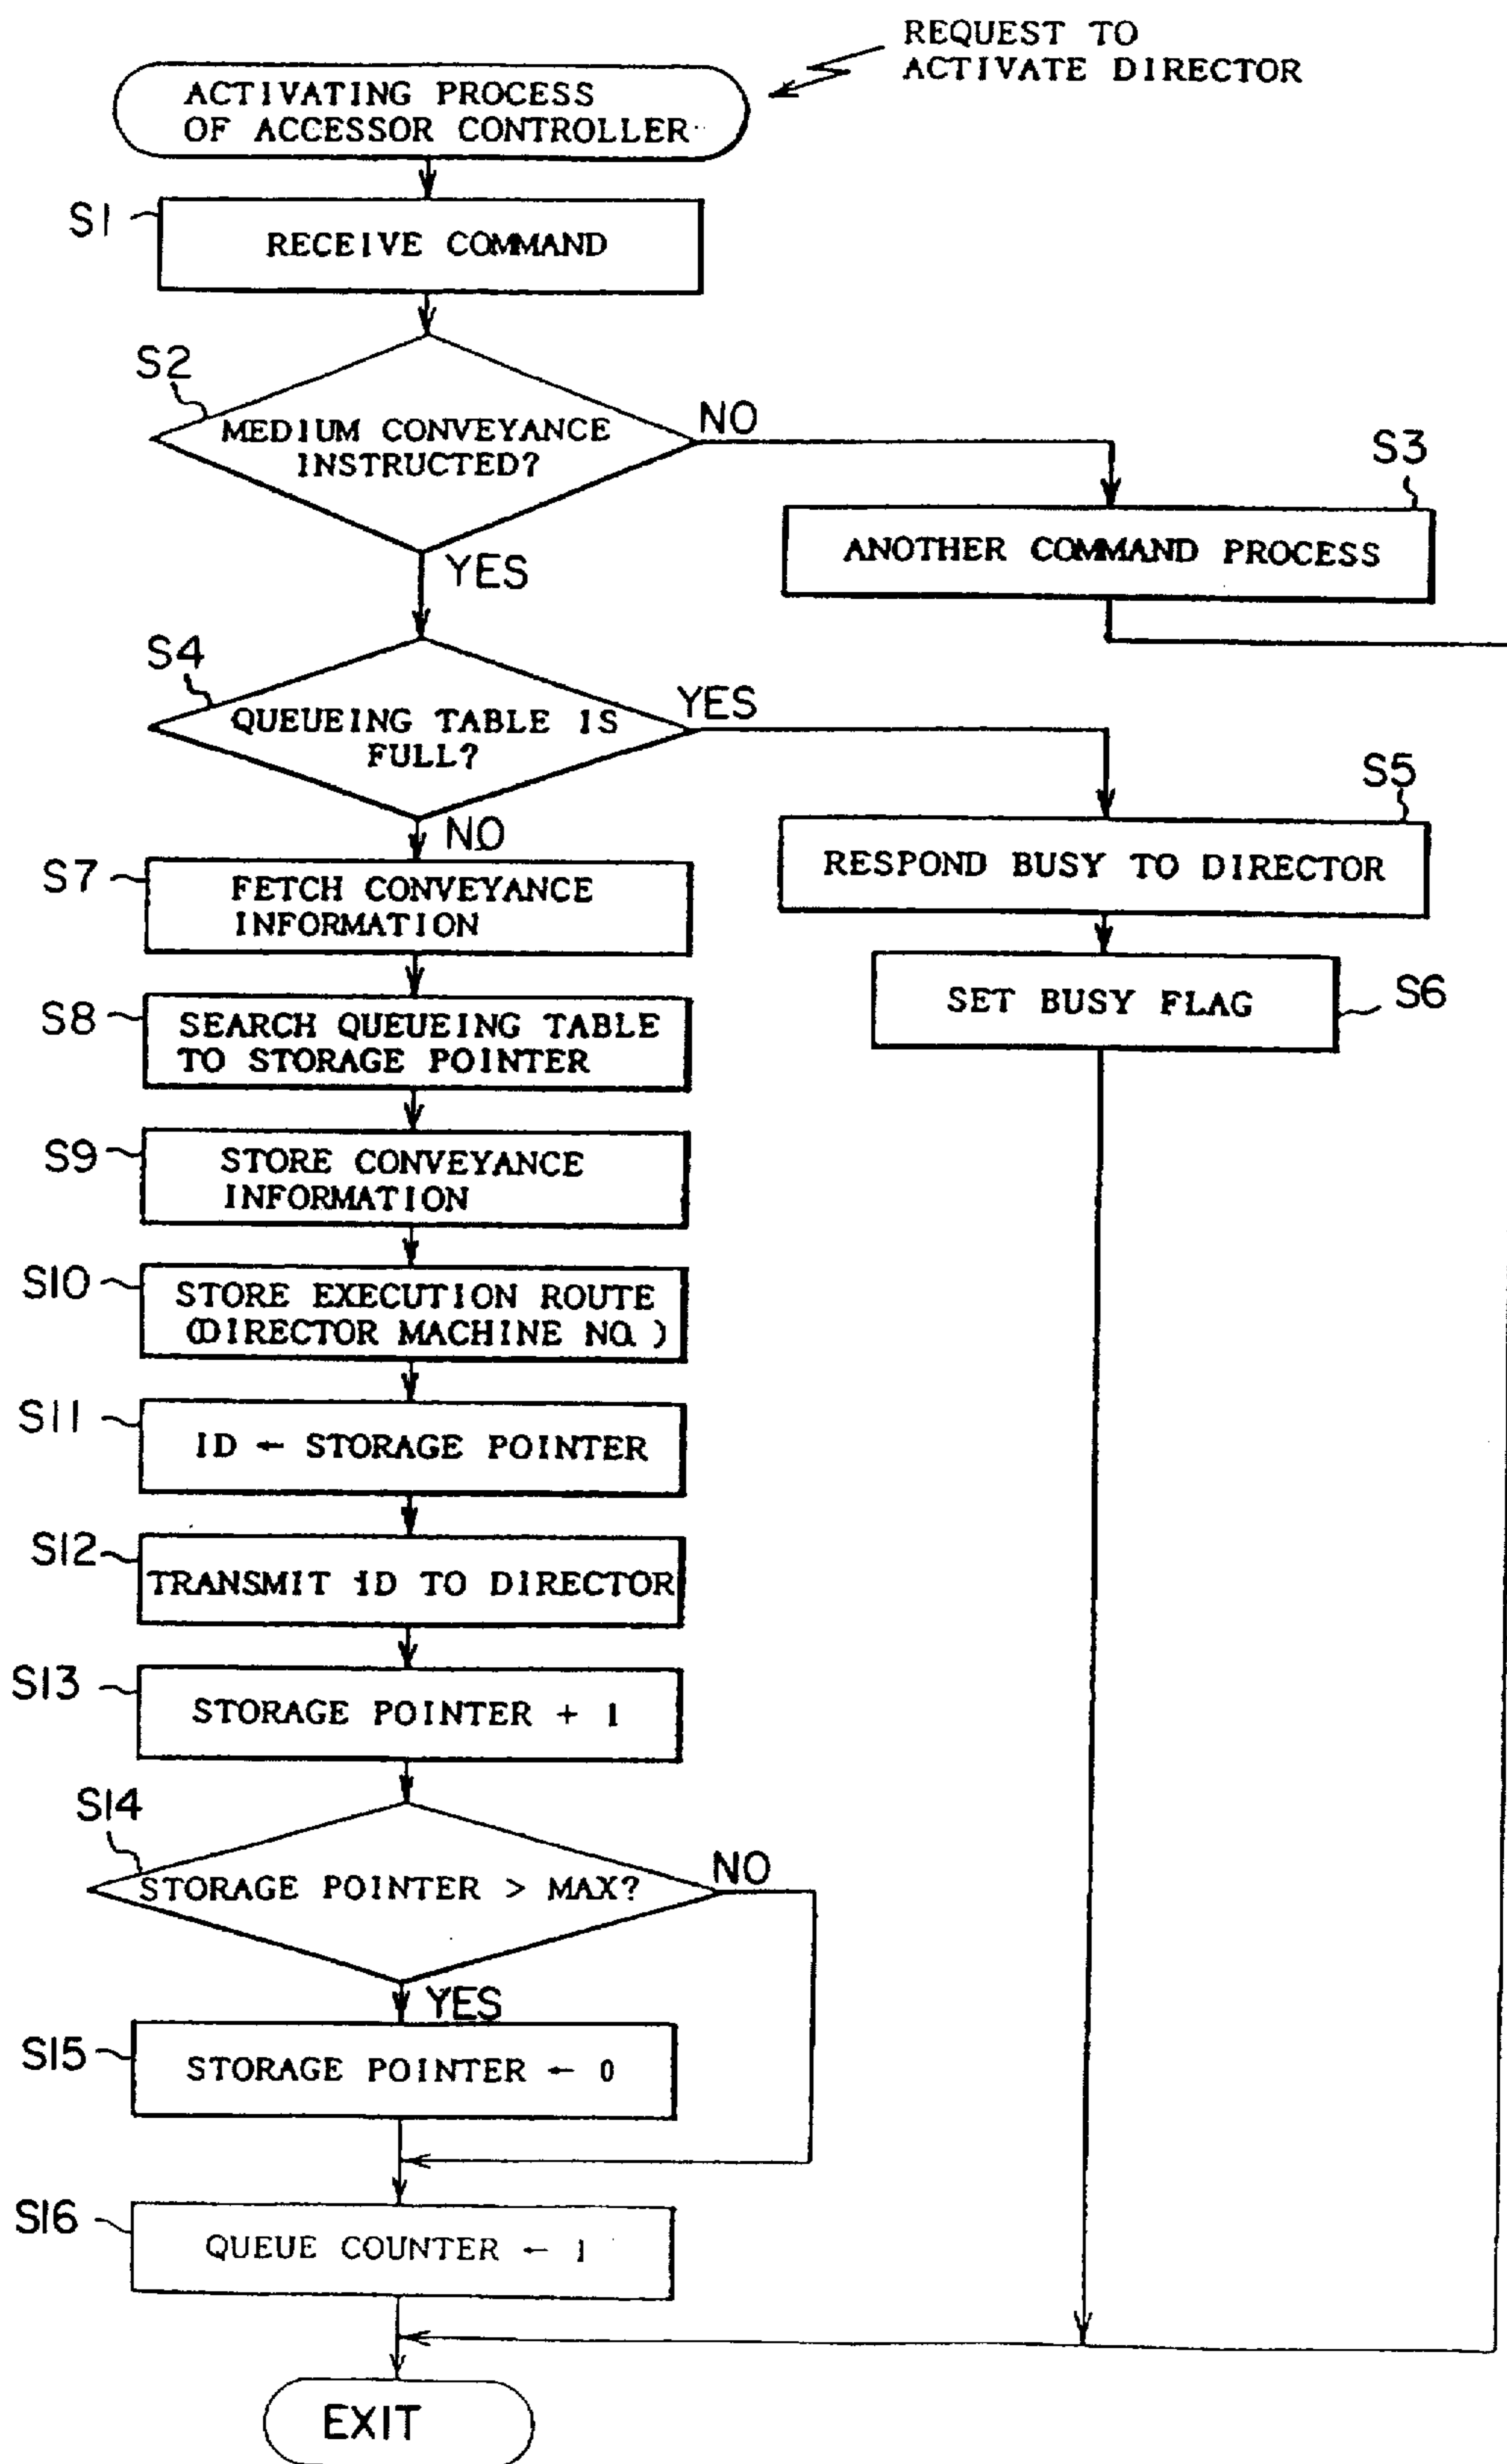 REQUEST TO
ACTIVATE DIRECTOR
ACTIVATING PROCESS
OF ACCESSOR CONTROLLER
S1
RECEIVE COMMAND
S2
MEDIUM CONVEYANCE
INSTRUCTED?
NO
YES
S3
ANOTHER COMMAND PROCESS
S4
QUEUEING TABLE IS
FULL?
YES
NO
S5
RESPOND BUSY TO DIRECTOR
S6
SET BUSY FLAG
S7
FETCH CONVEYANCE
INFORMATION
S8
SEARCH QUEUEING TABLE
TO STORAGE POINTER
S9
STORE CONVEYANCE
INFORMATION
S10
STORE EXECUTION ROUTE
(DIRECTOR MACHINE NO.)
S11
ID ← STORAGE POINTER
S12
TRANSMIT ID TO DIRECTOR
S13
STORAGE POINTER + 1
S14
STORAGE POINTER > MAX?
NO
YES
S15
STORAGE POINTER ← 0
S16
QUEUE COUNTER ← 1
EXIT